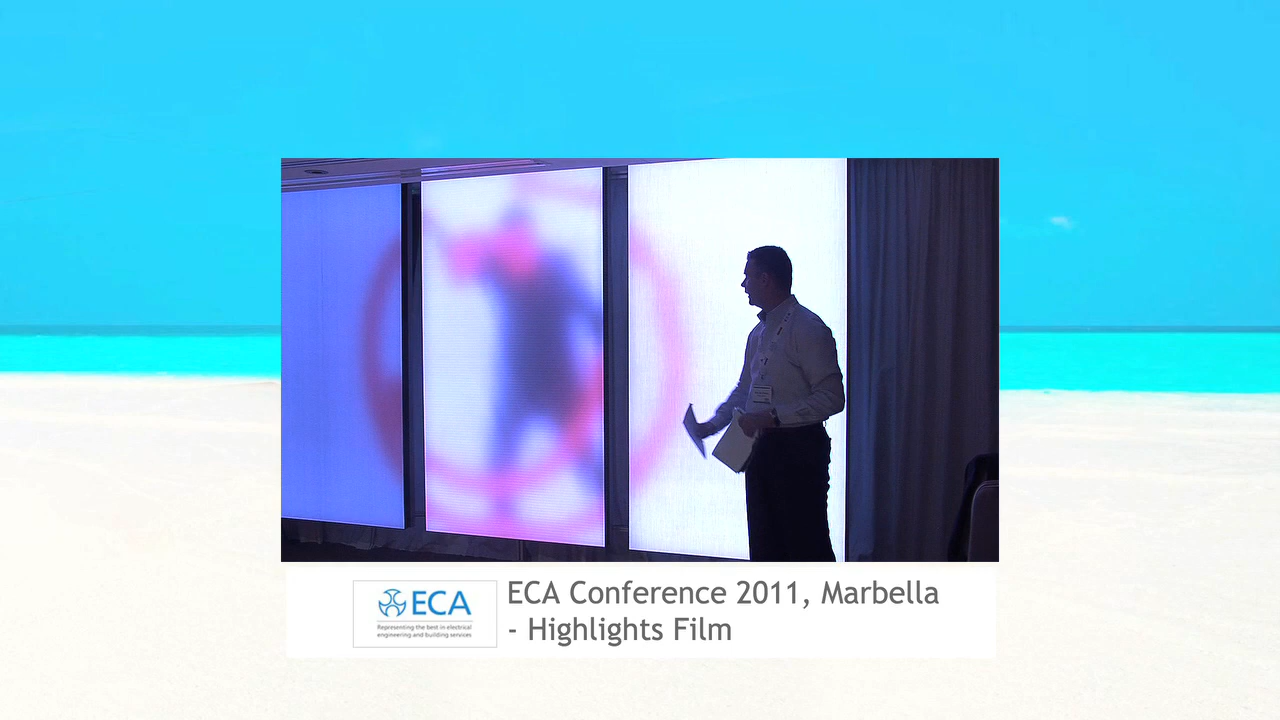 ECA Conference 2011, Marbella
- Highlights Film
ECA
Representing the best in electrical
engineering and building services